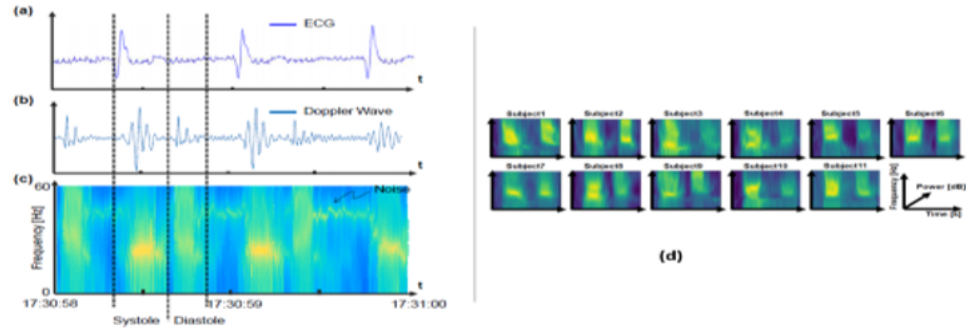 (a)
ECG
t
(b)
Doppler Wave
t
(c)
60
Noise
Frequency [Hz]
0
t
17:30:58
17:30:59
17:31:00
Systole
Diastole
Subject1
Subject2
Subject3
Subject4
Subject5
Subject6
Subject7
Subject8
Subject9
Subject10
Subject11
Frequency [Hz]
Power [dB]
Time [s]
(d)